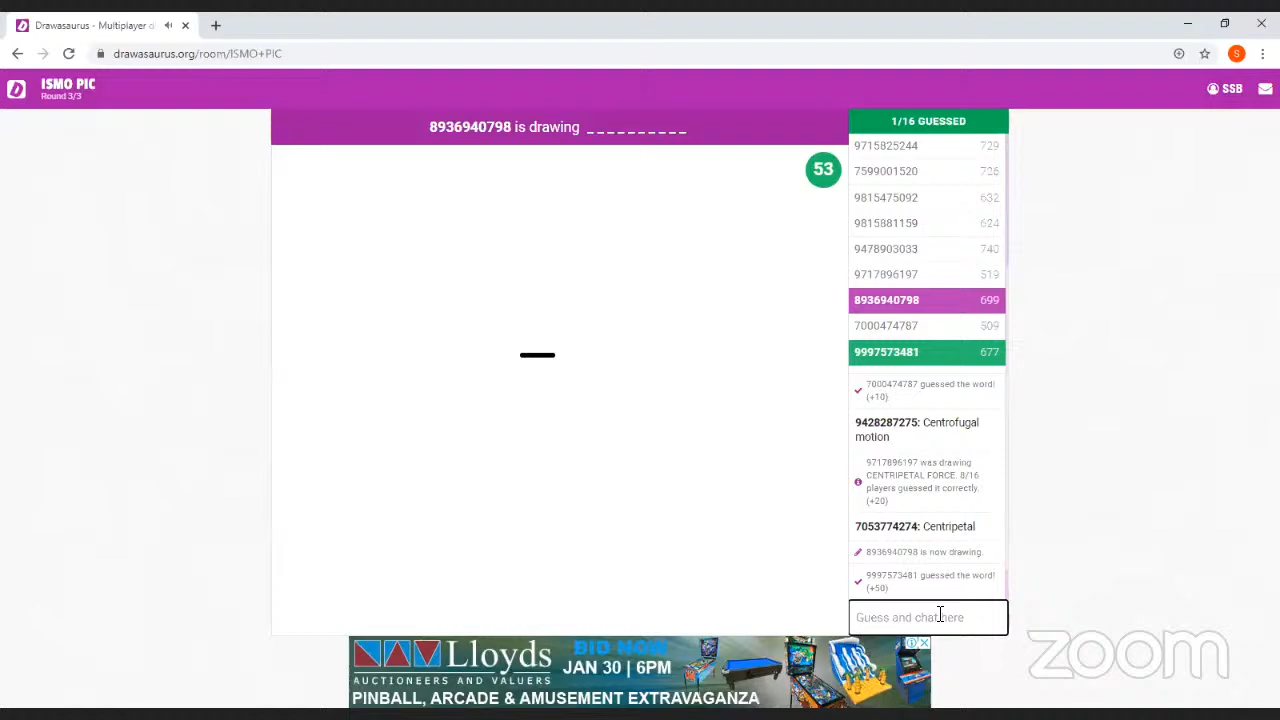 Drawasaurus - Multiplayer d
drawasaurus.org/room/ISMO+PIC
S
ISMO PIC
Round 3/3
SSB
8936940798 is drawing _ _ _ _ _ _ _ _ _ _
53
1/16 GUESSED
9715825244 729
7599001520 726
9815475092 632
9815881159 624
9478903033 740
9717896197 519
8936940798 699
7000474787 509
9997573481 677
7000474787 guessed the word!
(+10)
9428287275: Centrofugal
motion
9717896197 was drawing
CENTRIPETAL FORCE. 8/16
players guessed it correctly.
(+20)
7053774274: Centripetal
8936940798 is now drawing.
9997573481 guessed the word!
(+50)
Guess and chat here
Lloyds
AUCTIONEERS AND VALUERS
BID NOW
JAN 30 | 6PM
PINBALL, ARCADE & AMUSEMENT EXTRAVAGANZA
zoom